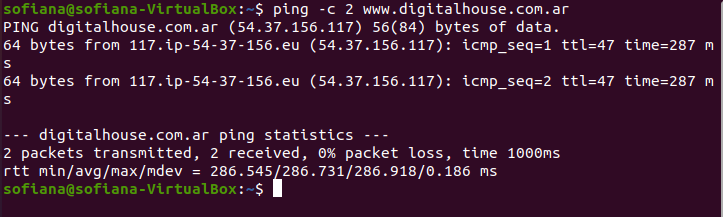 sofiana@sofiana-VirtualBox:~$ ping -c 2 www.digitalhouse.com.ar
PING digitalhouse.com.ar (54.37.156.117) 56(84) bytes of data.
64 bytes from 117.ip-54-37-156.eu (54.37.156.117): icmp_seq=1 ttl=47 time=287 m
s
64 bytes from 117.ip-54-37-156.eu (54.37.156.117): icmp_seq=2 ttl=47 time=287 m
s
--- digitalhouse.com.ar ping statistics ---
2 packets transmitted, 2 received, 0% packet loss, time 1000ms
rtt min/avg/max/mdev = 286.545/286.731/286.918/0.186 ms
sofiana@sofiana-VirtualBox:~$